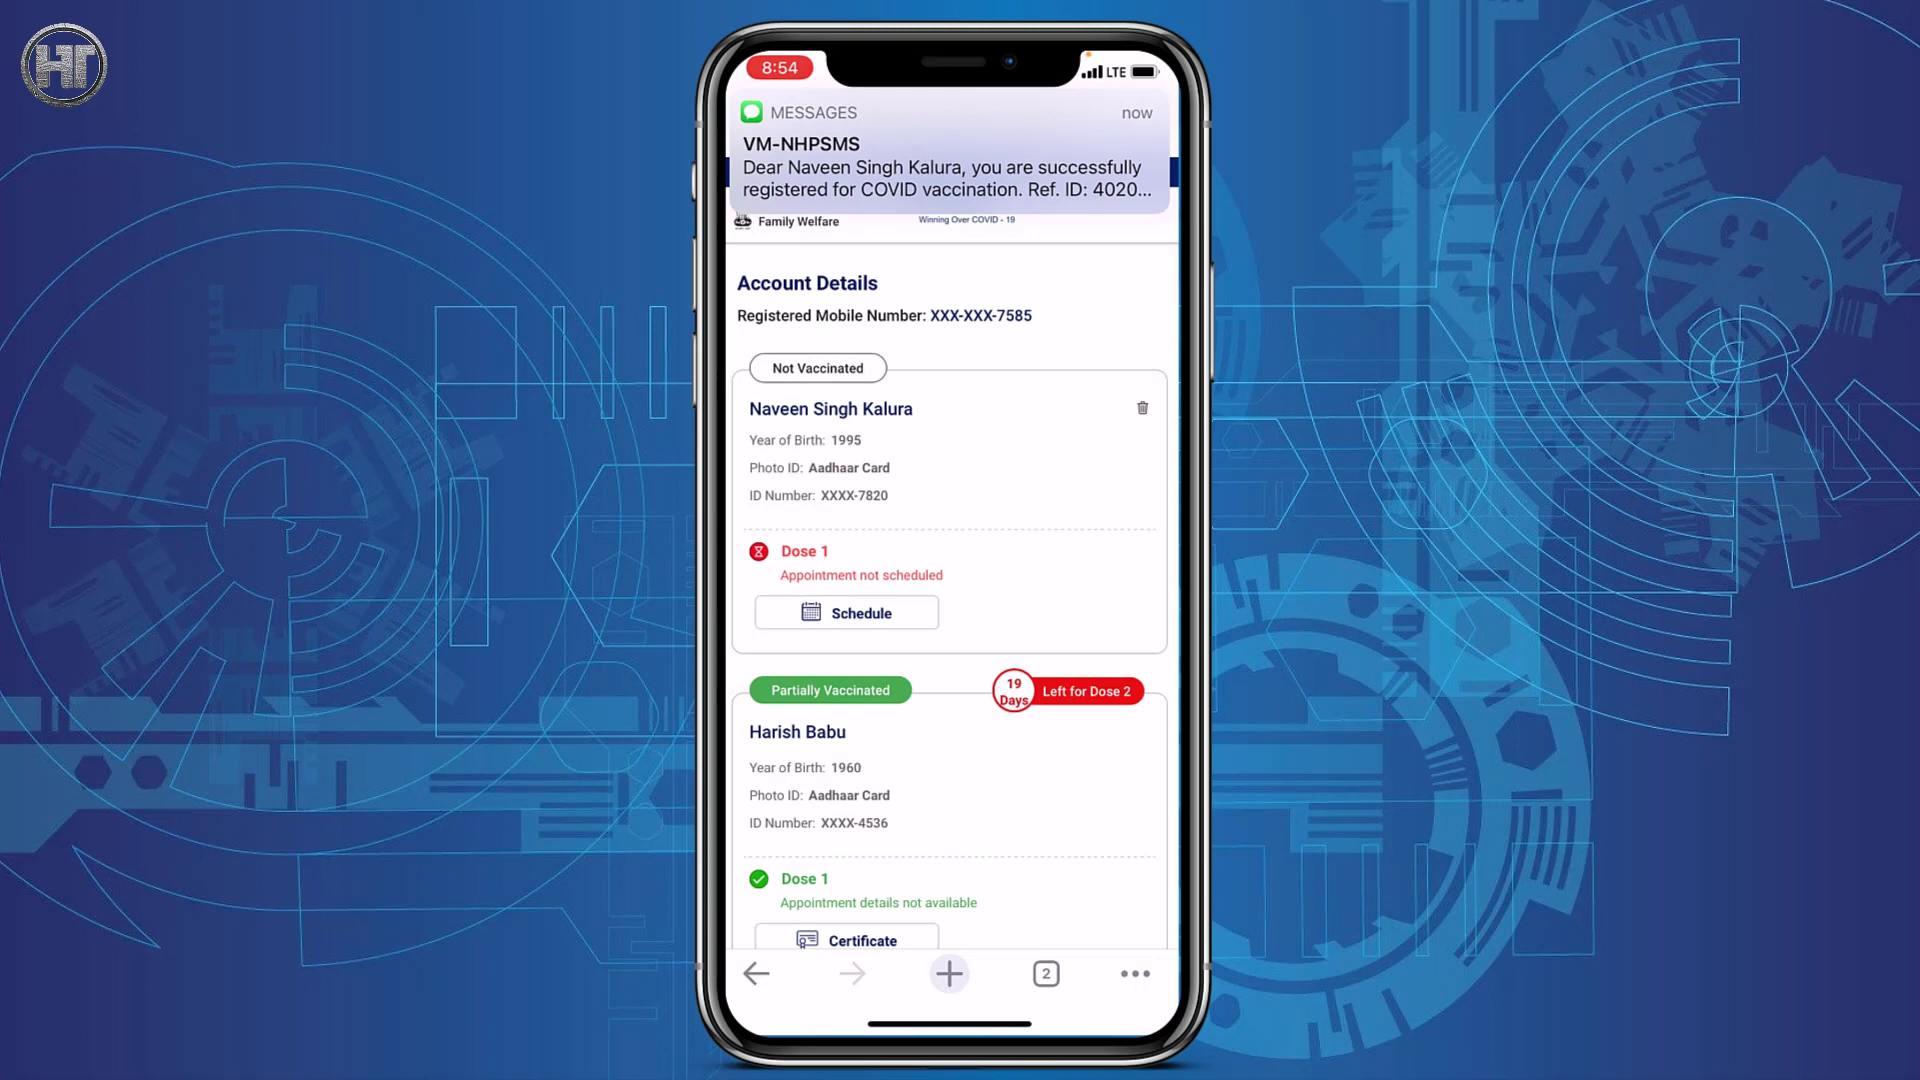 HT
8:54
LTE
MESSAGES
now
VM-NHPSMS
Dear Naveen Singh Kalura, you are successfully
registered for COVID vaccination. Ref. ID: 4020...
Family Welfare
Winning Over COVID - 19
Account Details
Registered Mobile Number: XXX-XXX-7585
Not Vaccinated
Naveen Singh Kalura
Year of Birth: 1995
Photo ID: Aadhaar Card
ID Number: XXXX-7820
Dose 1
Appointment not scheduled
Schedule
Partially Vaccinated
19 Days
Left for Dose 2
Harish Babu
Year of Birth: 1960
Photo ID: Aadhaar Card
ID Number: XXXX-4536
Dose 1
Appointment details not available
Certificate
2